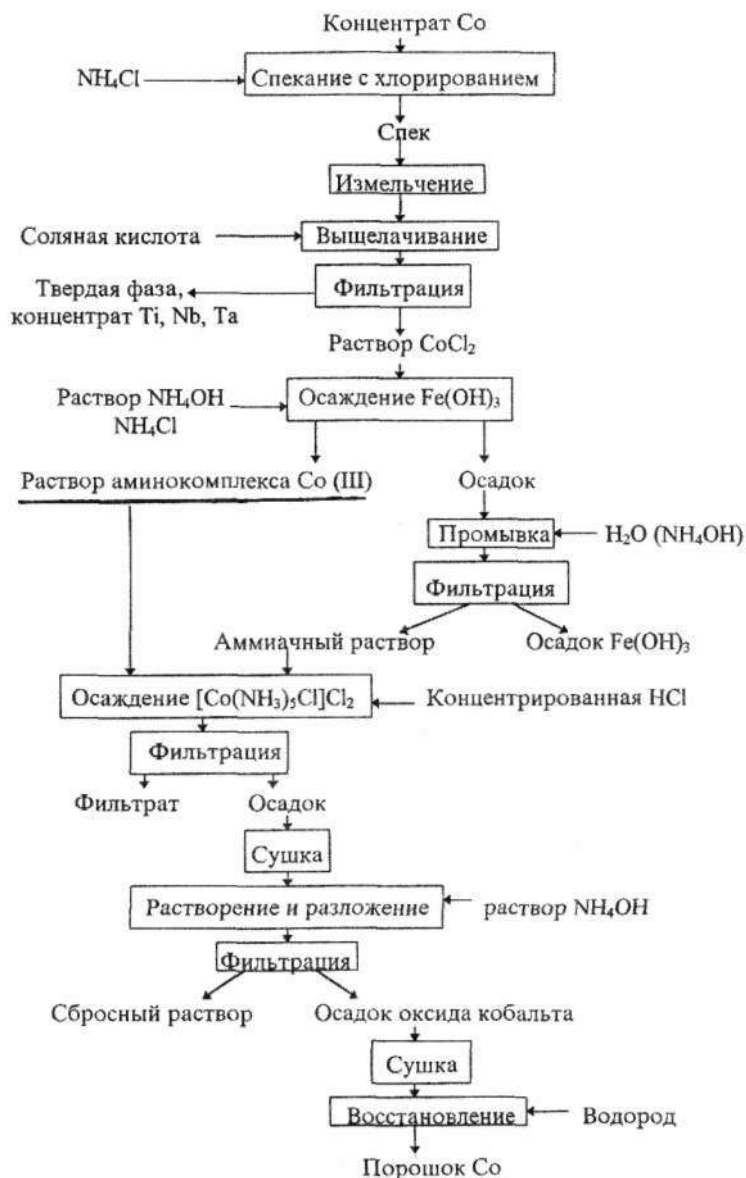 Концентрат Co
NH₄Cl
Спекание с хлорированием
Спек
Измельчение
Соляная кислота
Выщелачивание
Твердая фаза,
концентрат Ti, Nb, Ta
Фильтрация
Раствор CoCl₂
Раствор NH₄OH
NH₄Cl
Осаждение Fe(OH)₃
Раствор аминокомплекса Co (III)
Осадок
Промывка
H₂O (NH₄OH)
Фильтрация
Аммиачный раствор
Осадок Fe(OH)₃
Осаждение [Co(NH₃)₅Cl]Cl₂
Концентрированная HCl
Фильтрация
Фильтрат
Осадок
Сушка
Растворение и разложение
раствор NH₄OH
Фильтрация
Сбросный раствор
Осадок оксида кобальта
Сушка
Восстановление
Водород
Порошок Co